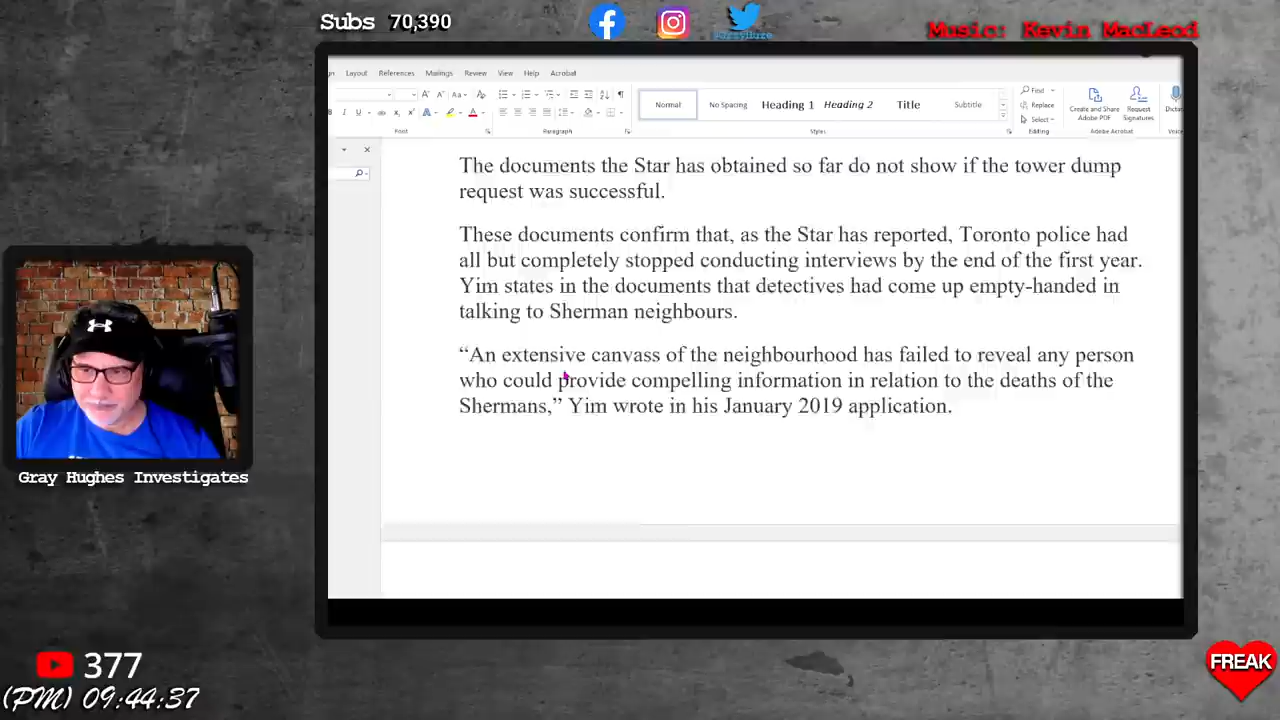 Subs 70,390
Music: Kevin MacLeod
Layout References Mailings Review View Help Acrobat
Normal No Spacing Heading 1 Heading 2 Title Subtitle
Find
Replace
Select
Create and Share Adobe PDF
Request Signatures
Font Paragraph Styles Editing Adobe Acrobat
The documents the Star has obtained so far do not show if the tower dump
request was successful.
These documents confirm that, as the Star has reported, Toronto police had
all but completely stopped conducting interviews by the end of the first year.
Yim states in the documents that detectives had come up empty-handed in
talking to Sherman neighbours.
“An extensive canvass of the neighbourhood has failed to reveal any person
who could provide compelling information in relation to the deaths of the
Shermans,” Yim wrote in his January 2019 application.
Gray Hughes Investigates
377
(PM) 09:44:37
FREAK